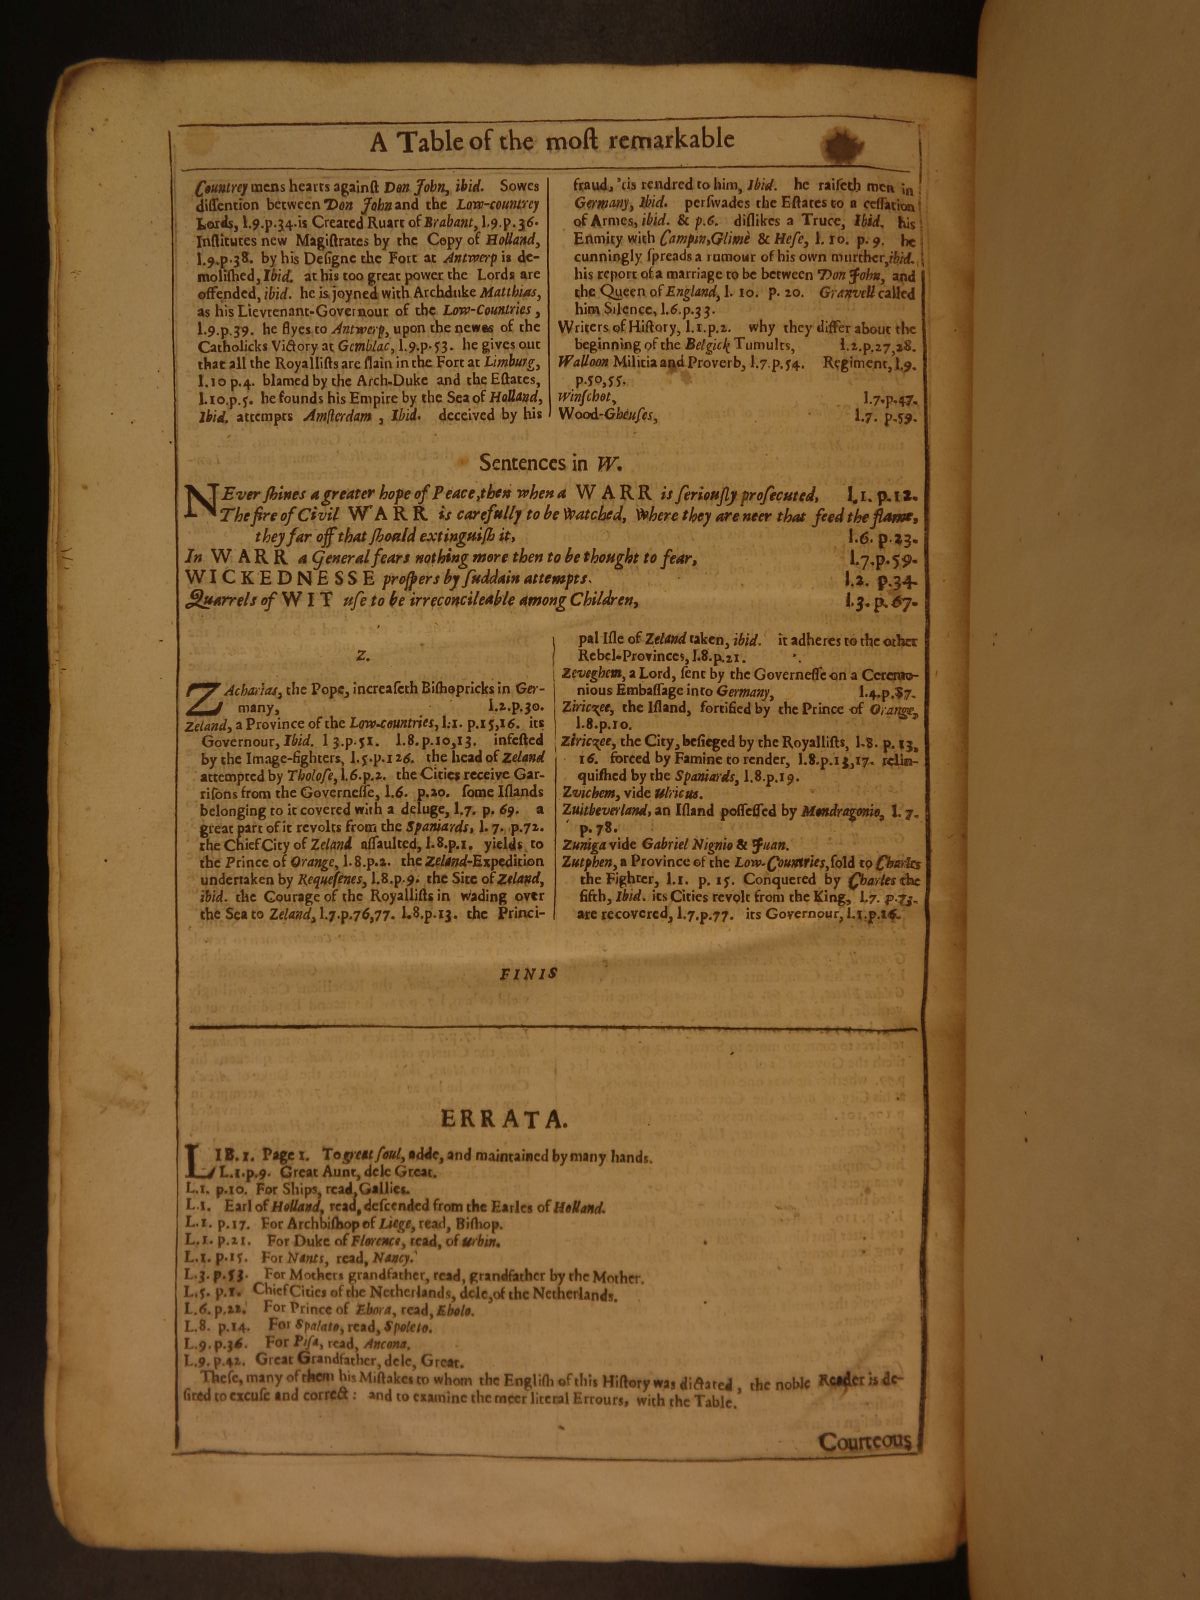 A Table of the moſt remarkable
Countrey mens hearts againſt Don John, ibid. Sowes
diſſention between Don John and the Low-countrey
Lords, l.9.p.34. is Created Ruart of Brabant, l.9.p.36.
Inſtitutes new Magiſtrates by the Copy of Holland,
l.9.p.38. by his Deſigne the Fort at Antwerp is de-
moliſhed, Ibid. at his too great power the Lords are
offended, ibid. he is joyned with Archduke Matthias,
as his Lievtenant-Governour of the Low-Countries,
l.9.p.39. he flyes to Antwerp, upon the newes of the
Catholicks Victory at Gemblac, l.9.p.53. he gives out
that all the Royalliſts are ſlain in the Fort at Limburg,
l.10 p.4. blamed by the Arch-Duke and the Eſtates,
l.10.p.5. he founds his Empire by the Sea of Holland,
Ibid. attempts Amſterdam, Ibid. deceived by his
fraud, 'tis rendred to him, Ibid. he raiſeth men in
Germany, Ibid. perſwades the Eſtates to a ceſſation
of Armes, ibid. & p.6. diſlikes a Truce, Ibid. his
Enmity with Campin, Glimè & Heſe, l. 10. p. 9. he
cunningly ſpreads a rumour of his own murther, ibid.
his report of a marriage to be between Don John, and
the Queen of England, l. 10. p. 20. Granvell called
him Silence, l.6.p.33.
Writers of Hiſtory, l.1.p.2. why they differ about the
beginning of the Belgick Tumults, l.2.p.27,28.
Walloon Militia and Proverb, l.7.p.54. Regiment, l.9.
p.50,55.
Winſchot, l.7.p.47.
Wood-Gheuſes, l.7. p.59.
Sentences in W.
NEver ſhines a greater hope of Peace, then when a WARR is ſeriouſly proſecuted, l.1. p.12.
The fire of Civil WARR is carefully to be Watched, Where they are neer that feed the flame,
they far off that ſhould extinguiſh it, l.6. p.23.
In WARR a General fears nothing more then to be thought to fear, l.7.p.59.
WICKEDNESSE proſpers by ſuddain attempts. l.2. p.34.
Quarrels of WIT uſe to be irreconcileable among Children, l.3. p.67.
Z.
ZAcharias, the Pope, increaſeth Biſhopricks in Ger-
many, l.2.p.30.
Zeland, a Province of the Low-countries, l.1. p.15,16. its
Governour, Ibid. l 3.p.51. l.8.p.10,13. infeſted
by the Image-fighters, l.5.p.126. the head of Zeland
attempted by Tholoſe, l.6.p.2. the Cities receive Gar-
riſons from the Governeſſe, l.6. p.20. ſome Iſlands
belonging to it covered with a deluge, l.7. p. 69. a
great part of it revolts from the Spaniards, l. 7. p.72.
the Chief City of Zeland aſſaulted, l.8.p.1. yields to
the Prince of Orange, l.8.p.2. the Zeland-Expedition
undertaken by Requeſenes, l.8.p.9. the Site of Zeland,
ibid. the Courage of the Royalliſts in wading over
the Sea to Zeland, l.7.p.76,77. l.8.p.13. the Princi-
pal Iſle of Zeland taken, ibid. it adheres to the other
Rebel-Provinces, l.8.p.21.
Zeveghem, a Lord, ſent by the Governeſſe on a Ceremo-
nious Embaſſage into Germany, l.4.p.87.
Ziriczee, the Iſland, fortified by the Prince of Orange,
l.8.p.10.
Ziriczee, the City, beſieged by the Royalliſts, l.8. p. 13,
16. forced by Famine to render, l.8.p.13,17. relin-
quiſhed by the Spaniards, l.8.p.19.
Zvichem, vide Ulricus.
Zuitbeverland, an Iſland poſſeſſed by Mondragonio, l. 7.
p. 78.
Zuniga vide Gabriel Nignio & Juan.
Zutphen, a Province of the Low-Countries, ſold to Charles
the Fighter, l.1. p. 15. Conquered by Charles the
fifth, Ibid. its Cities revolt from the King, l.7. p.73.
are recovered, l.7.p.77. its Governour, l.1.p.16.
FINIS
ERRATA.
LIB. 1. Page 1. To great ſoul, adde, and maintained by many hands.
L.1.p.9. Great Aunt, dele Great.
L.1. p.10. For Ships, read, Gallies.
L.1. Earl of Holland, read, deſcended from the Earles of Holland.
L.1. p.17. For Archbiſhop of Liege, read, Biſhop.
L.1. p.21. For Duke of Florence, read, of Urbin.
L.1. p.15. For Nants, read, Nancy.
L.3. p.53. For Mothers grandfather, read, grandfather by the Mother.
L.5. p.1. Chief Cities of the Netherlands, dele, of the Netherlands.
L.6. p.22. For Prince of Ebora, read, Ebolo.
L.8. p.14. For Spalato, read, Spoleto.
L.9. p.36. For Piſa, read, Ancona.
L.9. p.42. Great Grandfather, dele, Great.
Theſe, many of them his Miſtakes to whom the Engliſh of this Hiſtory was dictated, the noble Reader is de-
ſired to excuſe and correct: and to examine the meer literal Errours, with the Table.
Courteous